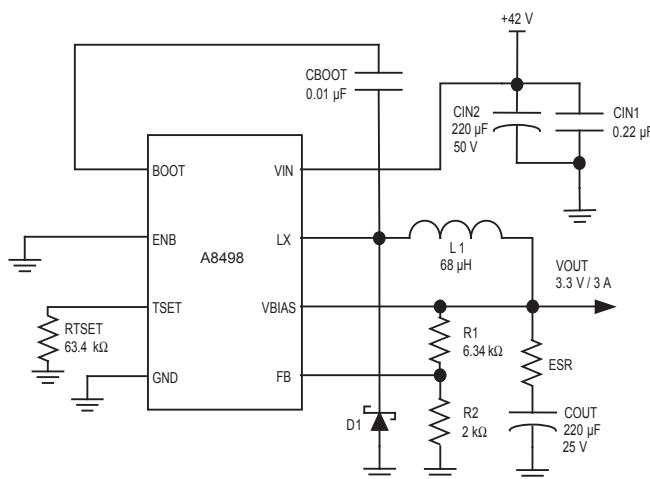 +42 V
CBOOT
0.01 µF
CIN2
220 µF
50 V
CIN1
0.22 µF
BOOT
VIN
ENB
LX
A8498
L1
68 µH
VOUT
3.3 V / 3 A
TSET
VBIAS
RTSET
63.4 kΩ
R1
6.34 kΩ
ESR
GND
FB
D1
R2
2 kΩ
COUT
220 µF
25 V